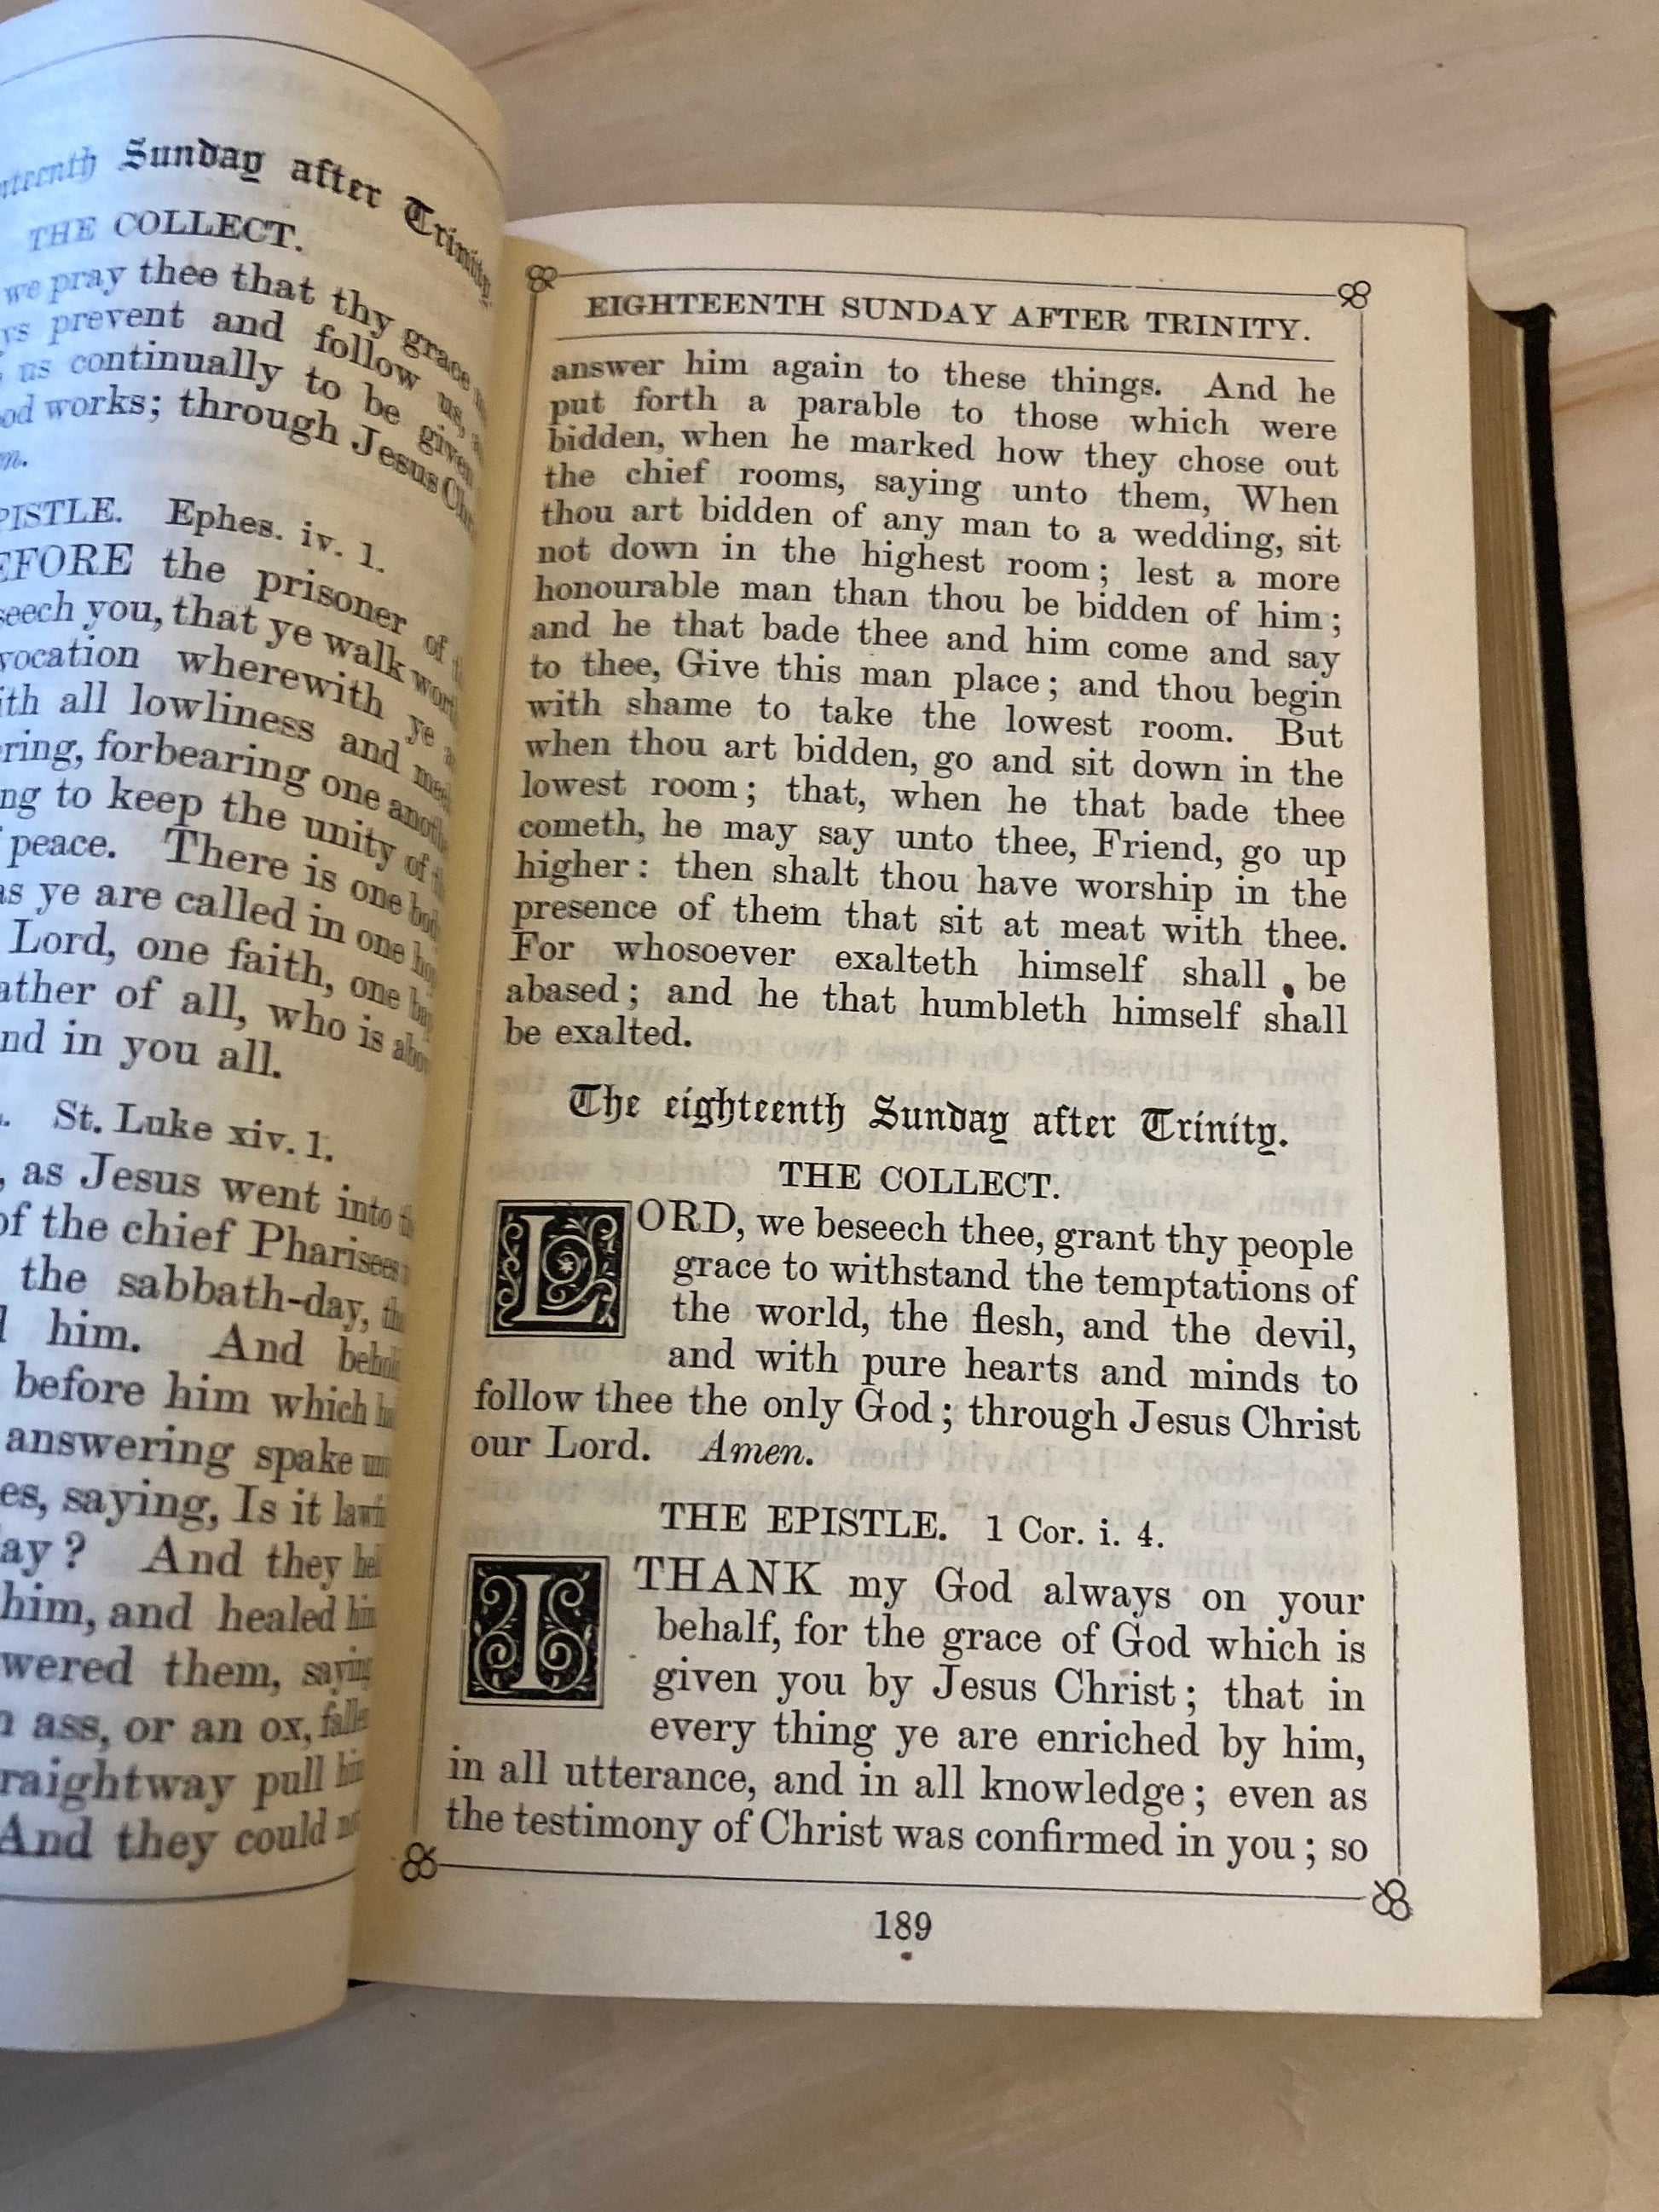 Sunday after Trinity.
THE COLLECT.
we pray thee that thy grace
prevent and follow us,
us continually to be given
works; through Jesus
Ephes. iv. 1.
the prisoner of
you, that ye walk
vocation wherewith ye
all lowliness and
forbearing one
to keep the unity of
peace. There is one
as ye are called in one
Lord, one faith, one
of all, who is
in you all.
St. Luke xiv. 1.
as Jesus went into
of the chief Pharisees
the sabbath-day,
him. And
before him which
answering spake
saying, Is it
And they
him, and healed
them,
ass, or an ox,
pull
And they could
EIGHTEENTH SUNDAY AFTER TRINITY.
answer him again to these things. And he
put forth a parable to those which were
bidden, when he marked how they chose out
the chief rooms, saying unto them, When
thou art bidden of any man to a wedding, sit
not down in the highest room; lest a more
honourable man than thou be bidden of him;
and he that bade thee and him come and say
to thee, Give this man place; and thou begin
with shame to take the lowest room. But
when thou art bidden, go and sit down in the
lowest room; that, when he that bade thee
cometh, he may say unto thee, Friend, go up
higher: then shalt thou have worship in the
presence of them that sit at meat with thee.
For whosoever exalteth himself shall be
abased; and he that humbleth himself shall
be exalted.
The eighteenth Sunday after Trinity.
THE COLLECT.
LORD, we beseech thee, grant thy people
grace to withstand the temptations of
the world, the flesh, and the devil,
and with pure hearts and minds to
follow thee the only God; through Jesus Christ
our Lord. Amen.
THE EPISTLE. 1 Cor. i. 4.
I THANK my God always on your
behalf, for the grace of God which is
given you by Jesus Christ; that in
every thing ye are enriched by him,
in all utterance, and in all knowledge; even as
the testimony of Christ was confirmed in you; so
189